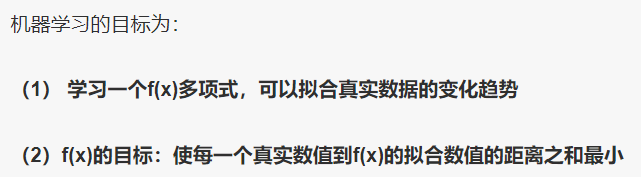 机器学习的目标为：
（1） 学习一个f(x)多项式，可以拟合真实数据的变化趋势
（2）f(x)的目标：使每一个真实数值到f(x)的拟合数值的距离之和最小